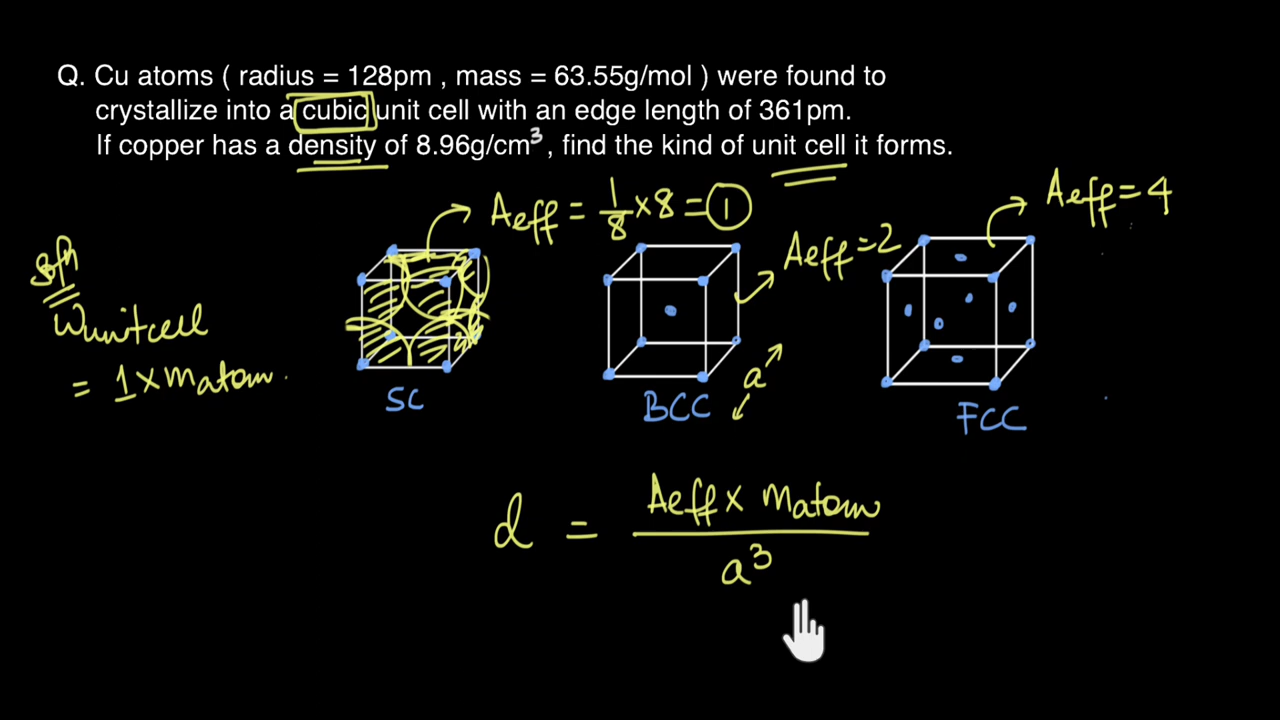 Q. Cu atoms ( radius = 128pm , mass = 63.55g/mol ) were found to
crystallize into a cubic unit cell with an edge length of 361pm.
If copper has a density of 8.96g/cm³ , find the kind of unit cell it forms.
Aeff = 1/8 x 8 = 1
Aeff = 2
Aeff = 4
Wunitcell
= 1 x Matom.
SC
BCC
a
FCC
d = Aeff x Matom / a³